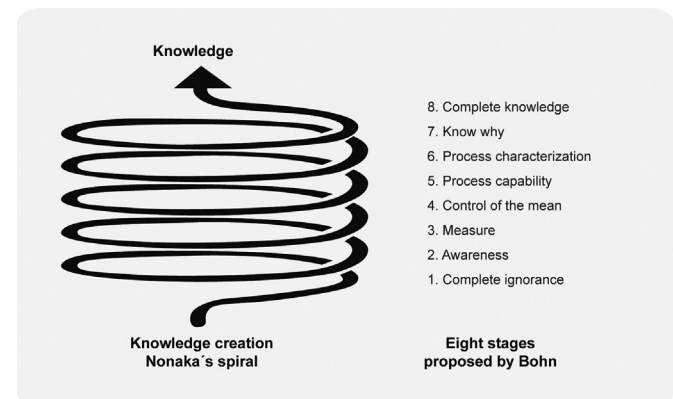 Knowledge
8. Complete knowledge
7. Know why
6. Process characterization
5. Process capability
4. Control of the mean
3. Measure
2. Awareness
1. Complete ignorance
Knowledge creation
Nonaka´s spiral
Eight stages
proposed by Bohn